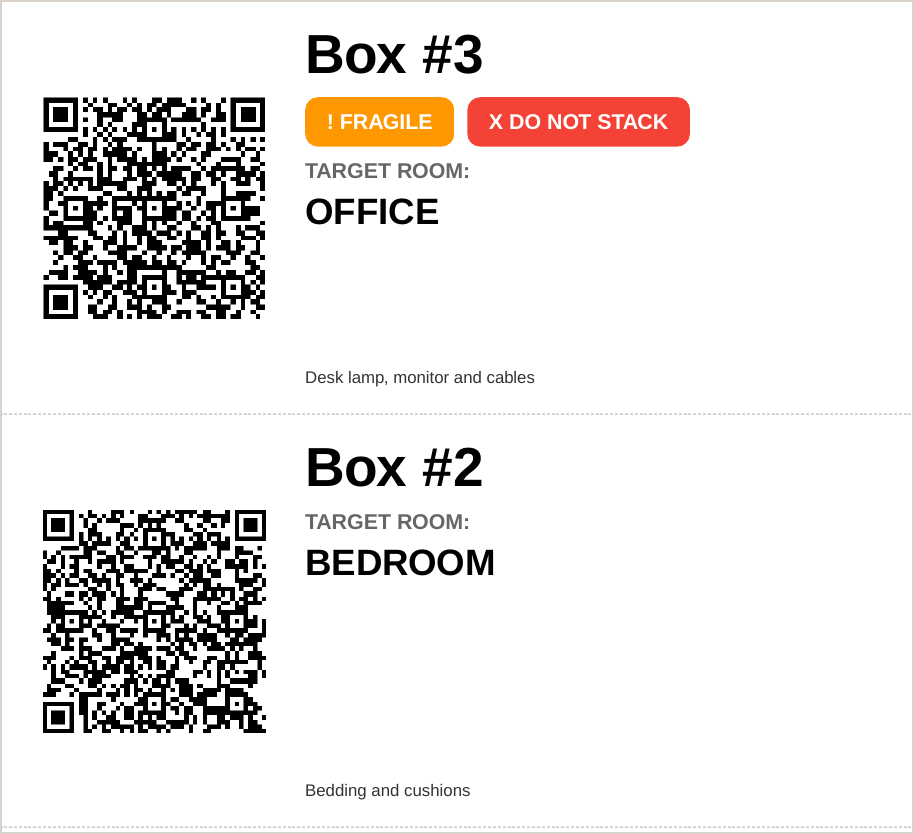 Box #3
! FRAGILE
X DO NOT STACK
TARGET ROOM:
OFFICE
Desk lamp, monitor and cables
Box #2
TARGET ROOM:
BEDROOM
Bedding and cushions